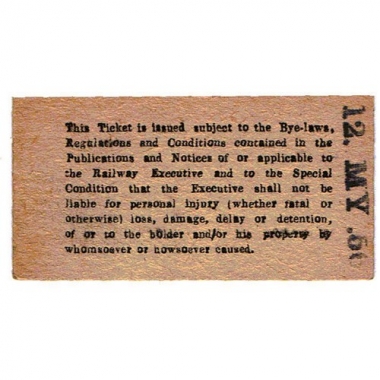 This Ticket is issued subject to the Bye-laws,
Regulations and Conditions contained in the
Publications and Notices of or applicable to
the Railway Executive and to the Special
Condition that the Executive shall not be
liable for personal injury (whether fatal or
otherwise) loss, damage, delay or detention,
of or to the holder and/or his property by
whomsoever or howsoever caused.
12. MY .50